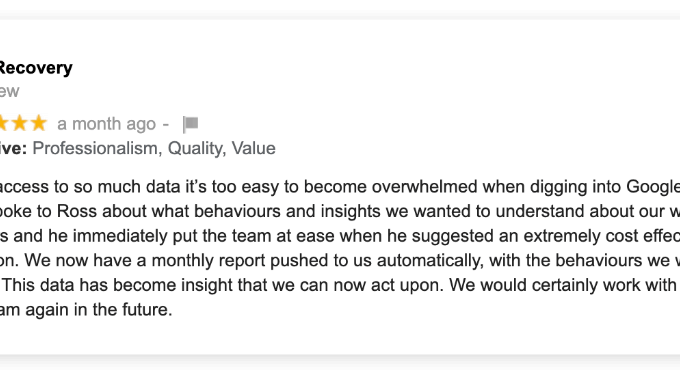 Recovery
ew
a month ago -
ive: Professionalism, Quality, Value
access to so much data it's too easy to become overwhelmed when digging into Google
poke to Ross about what behaviours and insights we wanted to understand about our w
s and he immediately put the team at ease when he suggested an extremely cost effec
on. We now have a monthly report pushed to us automatically, with the behaviours we w
This data has become insight that we can now act upon. We would certainly work with
am again in the future.